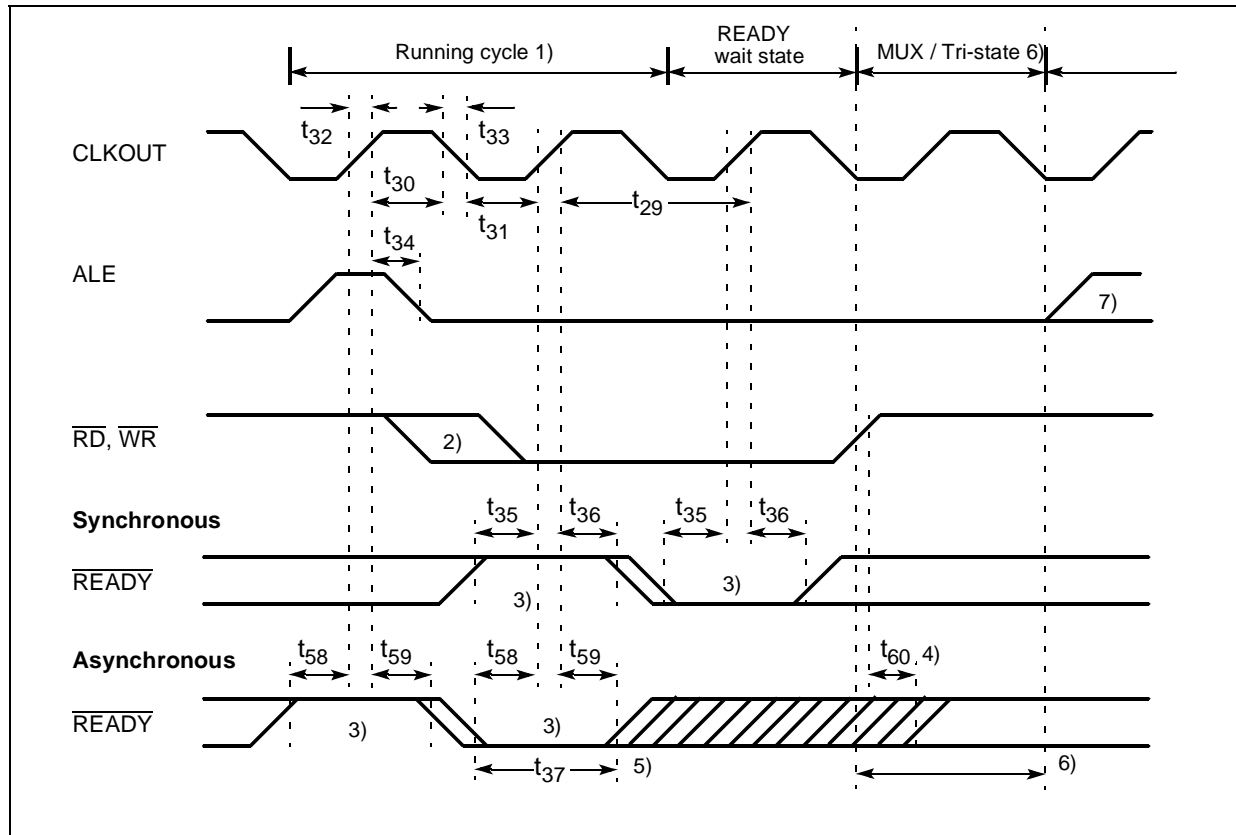 READY
Running cycle 1)
wait state
MUX / Tri-state 6)
t32
t33
CLKOUT
t30
t31
t29
t34
ALE
7)
RD, WR
2)
Synchronous
t35
t36
t35
t36
READY
3)
3)
Asynchronous
t58
t59
t58
t59
t60
4)
READY
3)
3)
t37
5)
6)